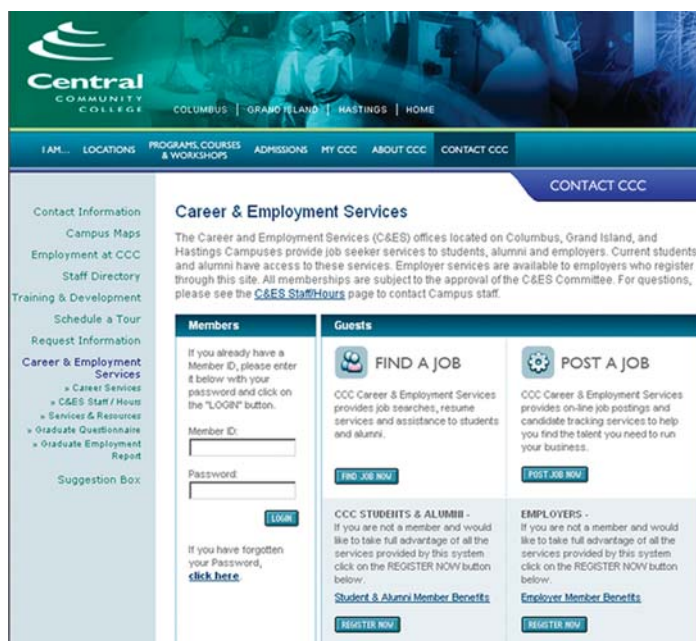 Central
COMMUNITY
COLLEGE
COLUMBUS | GRAND ISLAND | HASTINGS | HOME
I AM... LOCATIONS PROGRAMS, COURSES & WORKSHOPS ADMISSIONS MY CCC ABOUT CCC CONTACT CCC
CONTACT CCC
Contact Information
Campus Maps
Employment at CCC
Staff Directory
Training & Development
Schedule a Tour
Request Information
Career & Employment
Services
» Career Services
» C&ES Staff / Hours
» Services & Resources
» Graduate Questionnaire
» Graduate Employment
Report
Suggestion Box
Career & Employment Services
The Career and Employment Services (C&ES) offices located on Columbus, Grand Island, and
Hastings Campuses provide job seeker services to students, alumni and employers. Current students
and alumni have access to these services. Employer services are available to employers who register
through this site. All memberships are subject to the approval of the C&ES Committee. For questions,
please see the C&ES Staff/Hours page to contact Campus staff.
Members
If you already have a
Member ID, please enter
it below with your
password and click on
the "LOGIN" button.
Member ID:
Password:
LOGIN
If you have forgotten
your Password,
click here.
Guests
FIND A JOB
CCC Career & Employment Services
provides job searches, resume
services and assistance to students
and alumni.
FIND JOB NOW
POST A JOB
CCC Career & Employment Services
provides on-line job postings and
candidate tracking services to help
you find the talent you need to run
your business.
POST JOB NOW
CCC STUDENTS & ALUMNI -
If you are not a member and would
like to take full advantage of all the
services provided by this system
click on the REGISTER NOW button
below.
Student & Alumni Member Benefits
REGISTER NOW
EMPLOYERS -
If you are not a member and would
like to take full advantage of all the
services provided by this system
click on the REGISTER NOW button
below.
Employer Member Benefits
REGISTER NOW